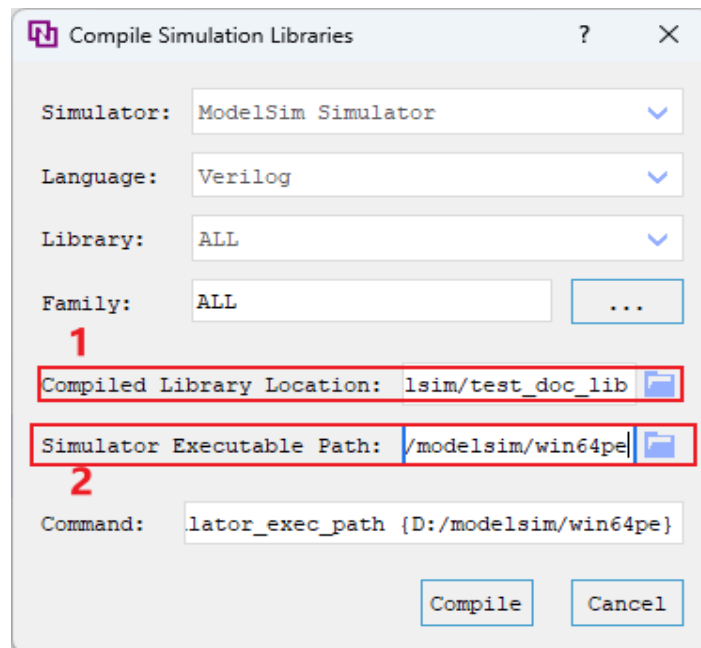 Compile Simulation Libraries ?
Simulator: ModelSim Simulator
Language: Verilog
Library: ALL
Family: ALL ...
1
Compiled Library Location: lsim/test_doc_lib
Simulator Executable Path: /modelsim/win64pe
2
Command: .lator_exec_path {D:/modelsim/win64pe}
Compile Cancel